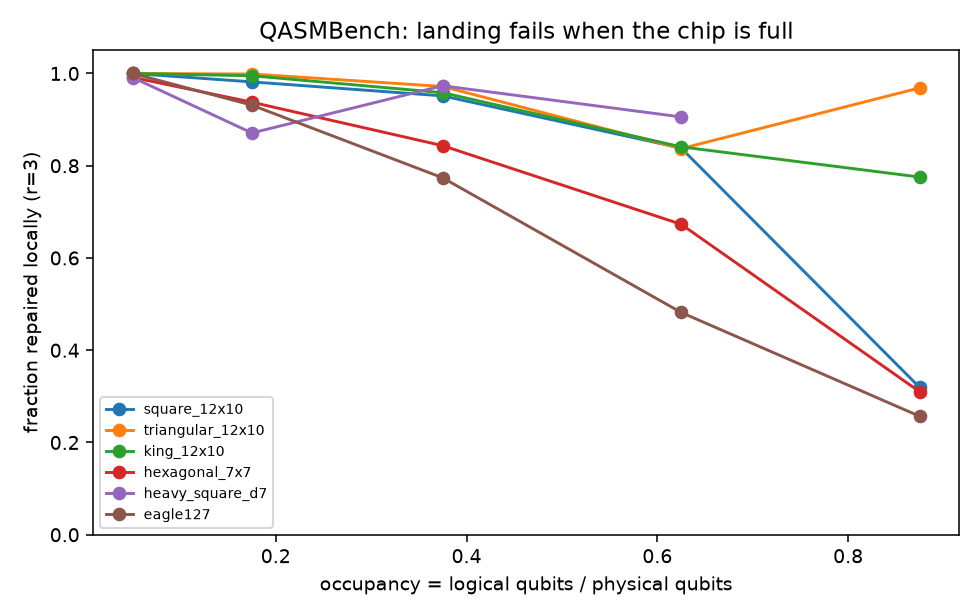 QASMBench: landing fails when the chip is full
fraction repaired locally (r=3)
1.0
0.8
0.6
0.4
0.2
0.0
square_12x10
triangular_12x10
king_12x10
hexagonal_7x7
heavy_square_d7
eagle127
0.2 0.4 0.6 0.8
occupancy = logical qubits / physical qubits